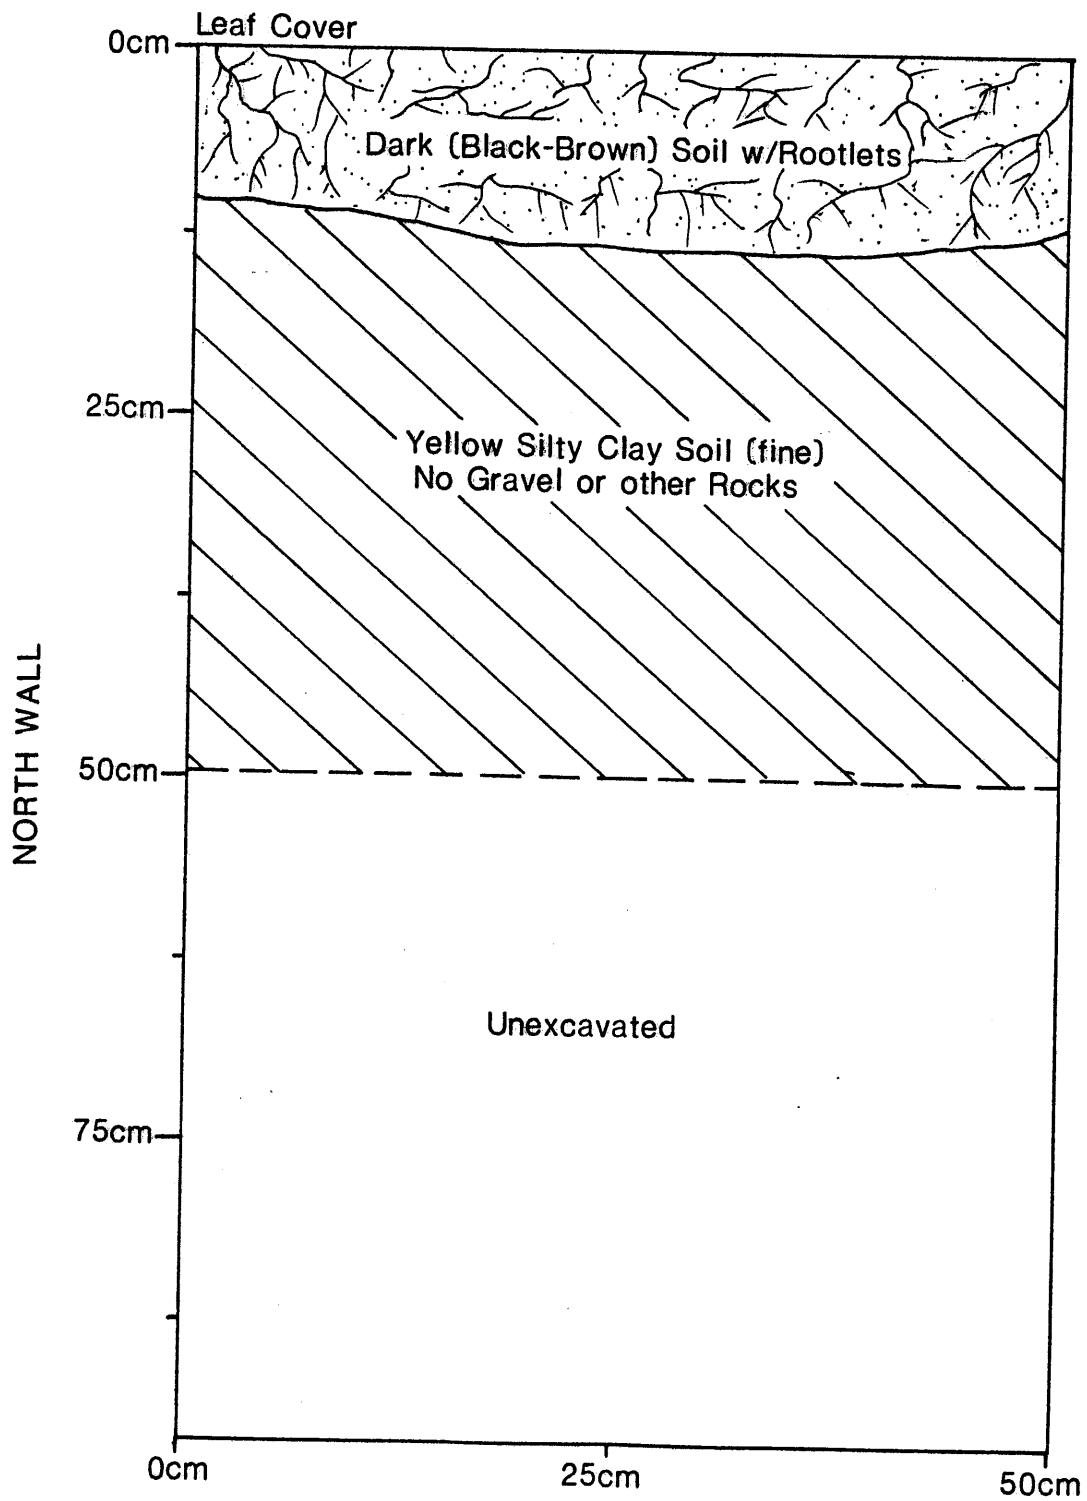 Leaf Cover
0cm
Dark (Black-Brown) Soil w/Rootlets
25cm
Yellow Silty Clay Soil (fine)
No Gravel or other Rocks
NORTH WALL
50cm
Unexcavated
75cm
0cm
25cm
50cm